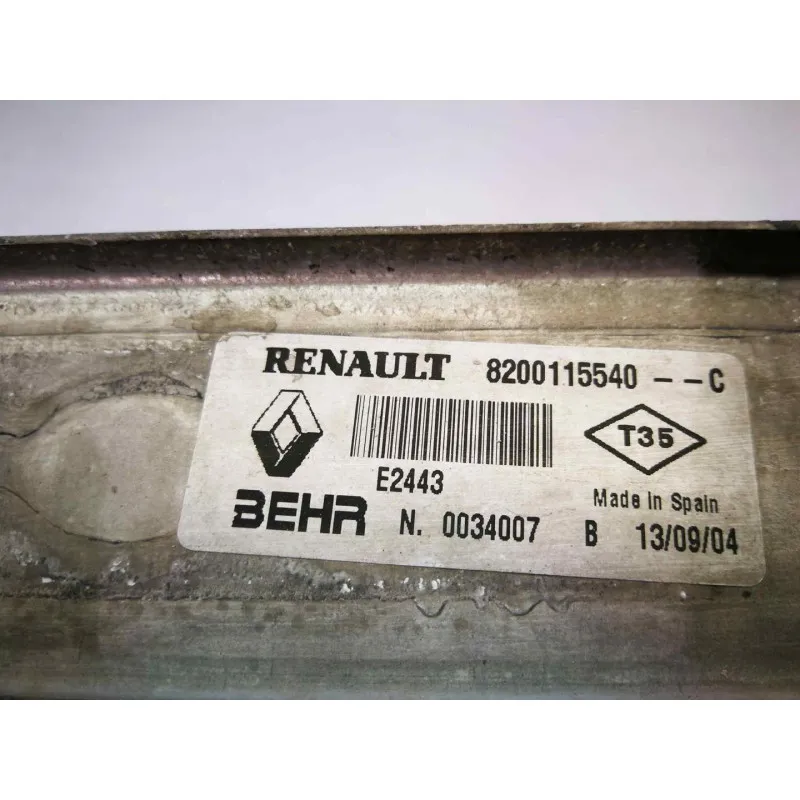 RENAULT 8200115540 -- C
T35
E2443
Made in Spain
BEHR N. 0034007 B 13/09/04